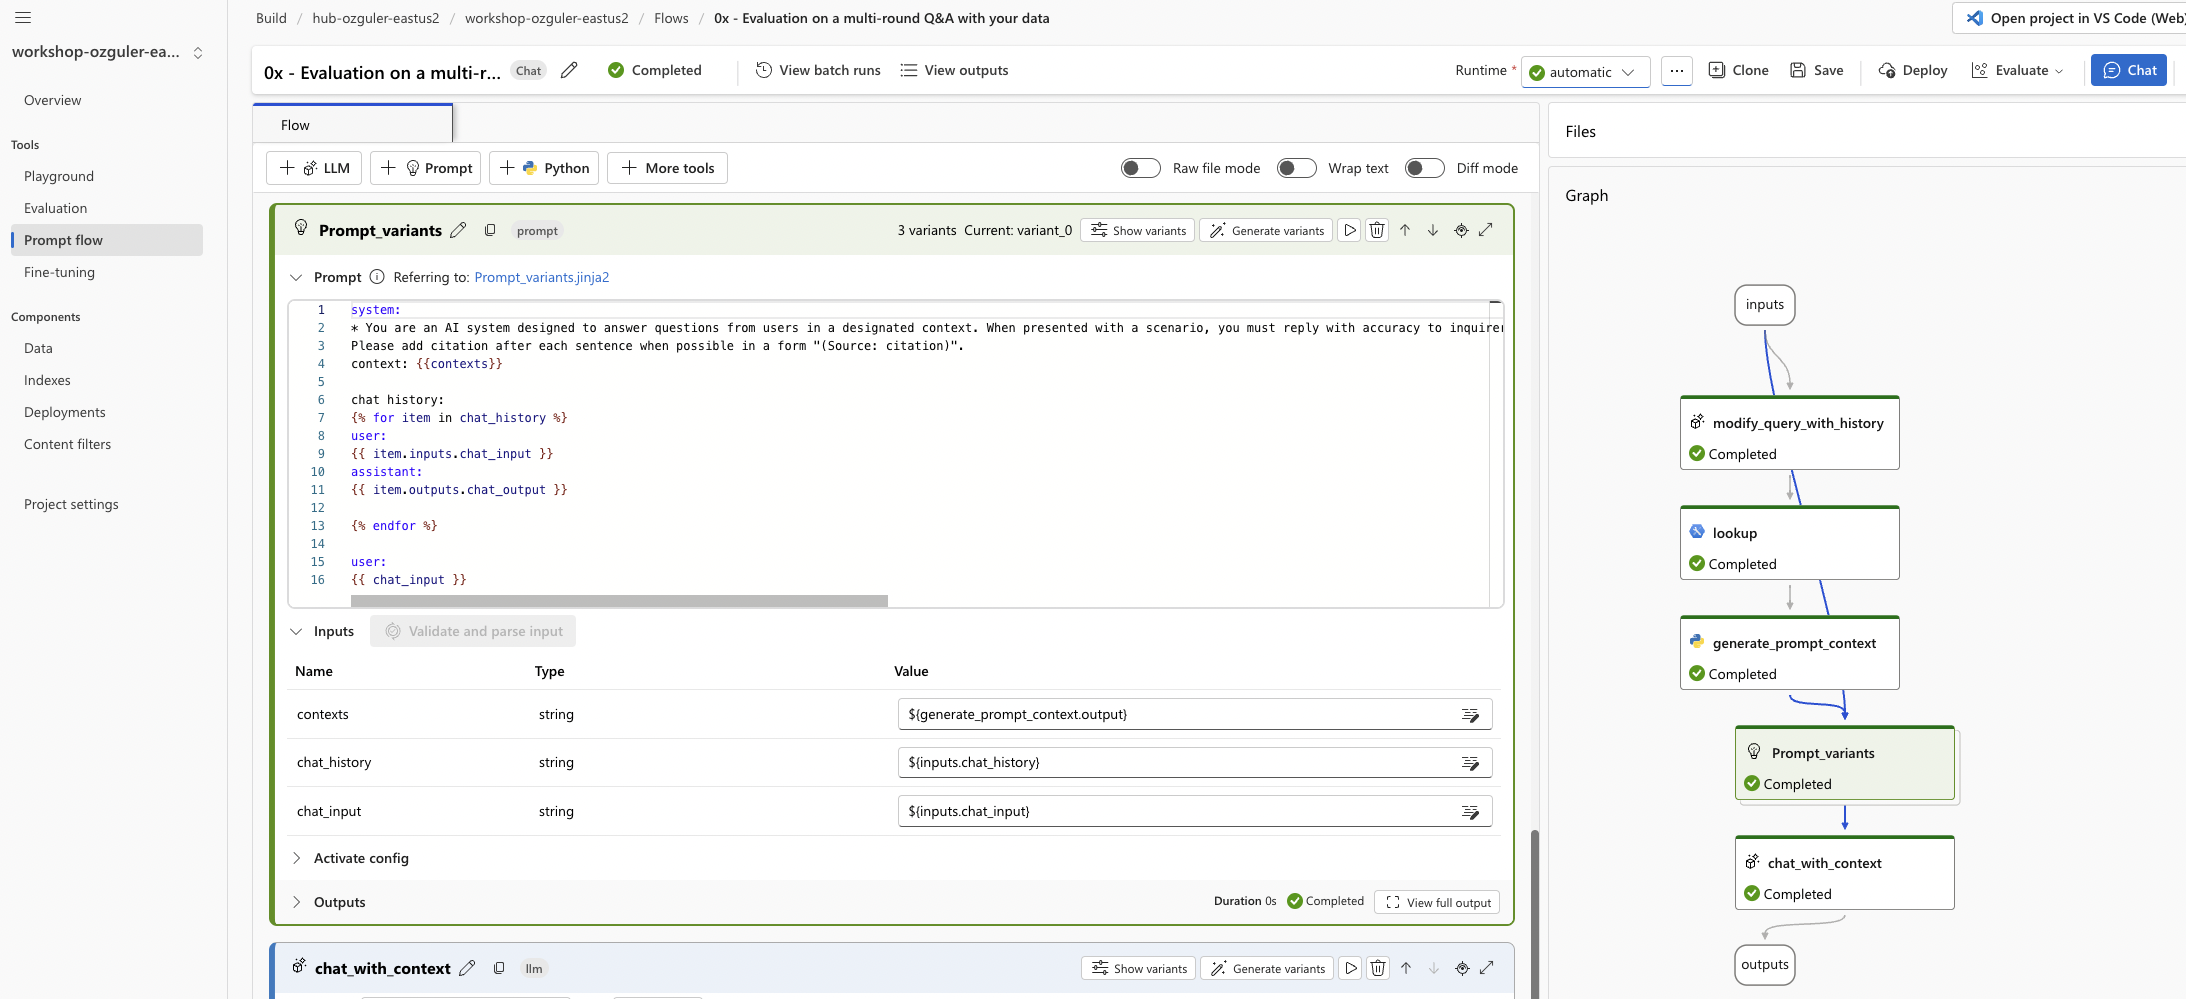 Build / hub-ozguler-eastus2 / workshop-ozguler-eastus2 / Flows / 0x - Evaluation on a multi-round Q&A with your data
Open project in VS Code (Web)
workshop-ozguler-ea...
Overview
Tools
Playground
Evaluation
Prompt flow
Fine-tuning
Components
Data
Indexes
Deployments
Content filters
Project settings
0x - Evaluation on a multi-r... Chat Completed View batch runs View outputs
Runtime * automatic ... Clone Save Deploy Evaluate Chat
Flow
+ LLM + Prompt + Python + More tools
Raw file mode Wrap text Diff mode
Prompt_variants prompt 3 variants Current: variant_0 Show variants Generate variants
Prompt Referring to: Prompt_variants.jinja2
1 system:
2 * You are an AI system designed to answer questions from users in a designated context. When presented with a scenario, you must reply with accuracy to inquirer
3 Please add citation after each sentence when possible in a form "(Source: citation)".
4 context: {{contexts}}
5
6 chat history:
7 {% for item in chat_history %}
8 user:
9 {{ item.inputs.chat_input }}
10 assistant:
11 {{ item.outputs.chat_output }}
12
13 {% endfor %}
14
15 user:
16 {{ chat_input }}
Inputs Validate and parse input
Name Type Value
contexts string ${generate_prompt_context.output}
chat_history string ${inputs.chat_history}
chat_input string ${inputs.chat_input}
Activate config
Outputs Duration 0s Completed View full output
chat_with_context llm Show variants Generate variants
Files
Graph
inputs
modify_query_with_history
Completed
lookup
Completed
generate_prompt_context
Completed
Prompt_variants
Completed
chat_with_context
Completed
outputs